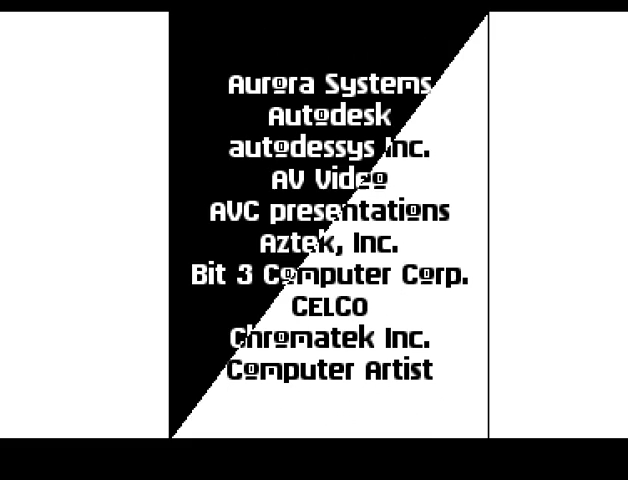 Aurora Systems
Autodesk
autodessys Inc.
AV Video
AVC presentations
Aztek, Inc.
Bit 3 Computer Corp.
CELCO
Chromatek Inc.
Computer Artist